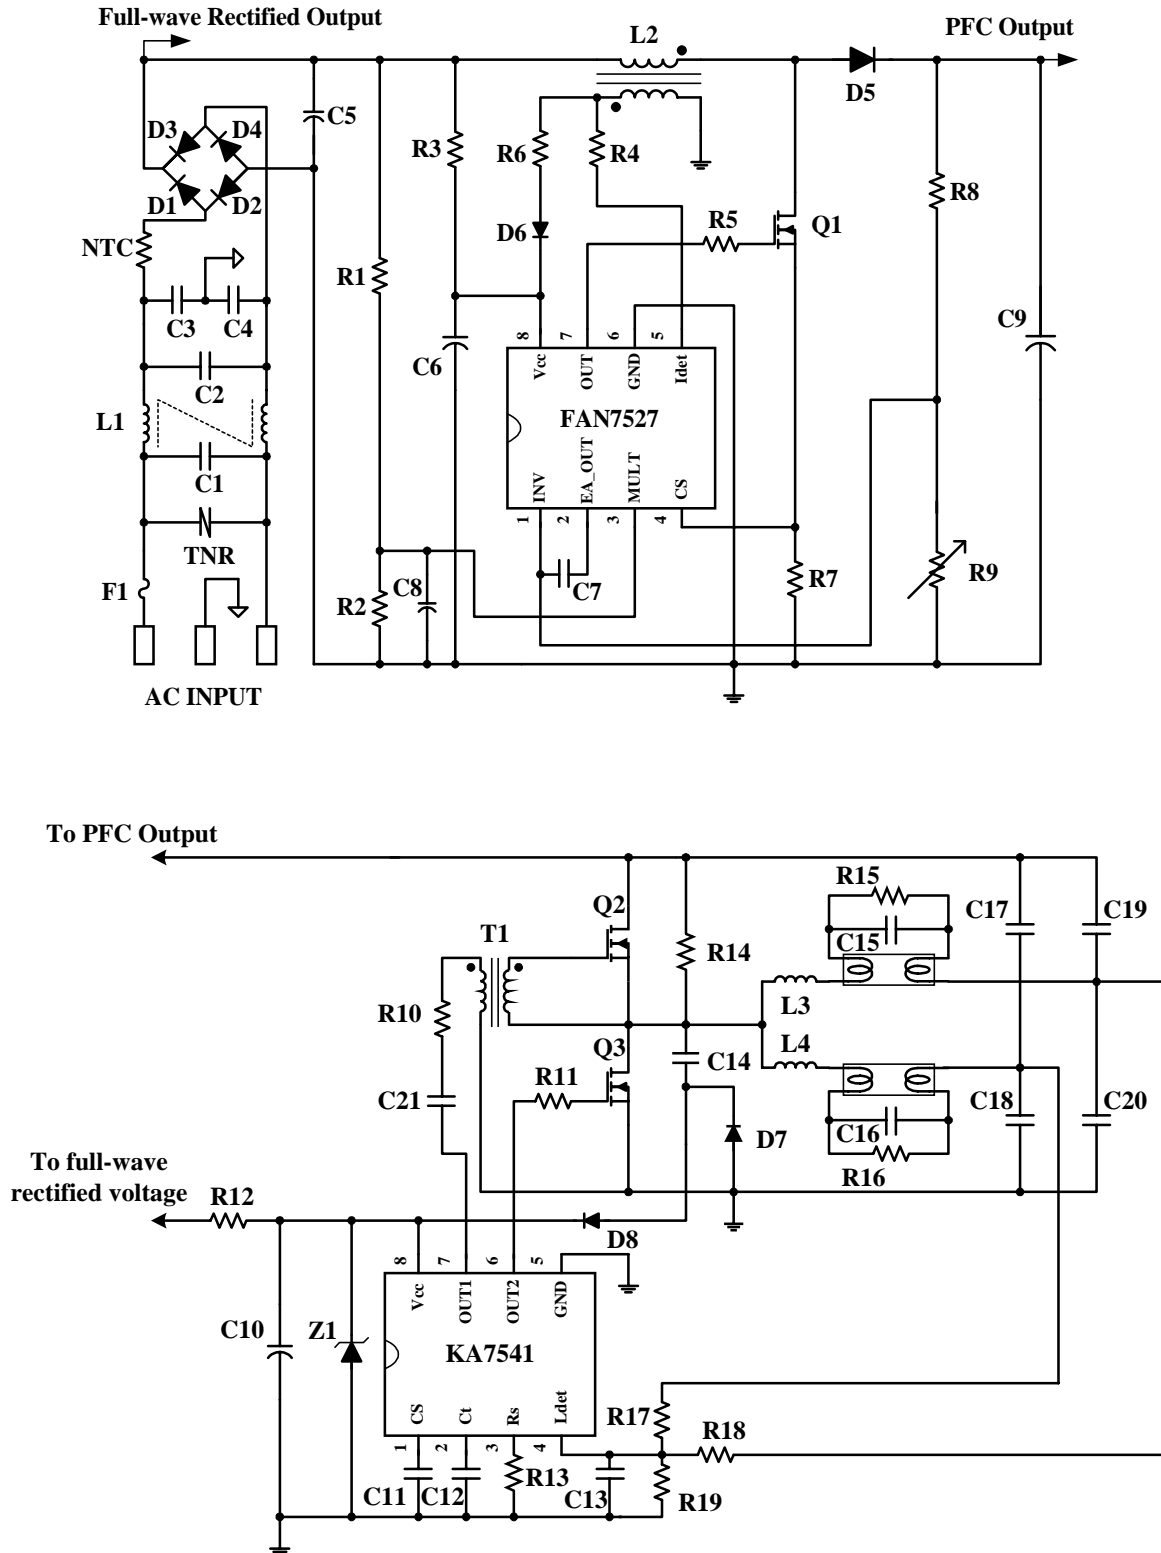 Full-wave Rectified Output
L2
PFC Output
D3
D4
C5
D5
R3
R6
R4
R8
D1
D2
R5
D6
Q1
NTC
R1
C3
C4
C9
C6
8
7
6
5
Vcc
OUT
GND
Idet
C2
L1
FAN7527
C1
INV
EA_OUT
MULT
CS
1
2
3
4
TNR
F1
R2
C8
C7
R7
R9
AC INPUT
To PFC Output
R15
Q2
C17
C19
T1
C15
R14
R10
L3
Q3
L4
C14
R11
C21
C16
C18
C20
D7
To full-wave
rectified voltage
R12
R16
D8
8
7
6
5
Vcc
OUT1
OUT2
GND
C10
Z1
KA7541
CS
Ct
Rs
Ldet
R17
R18
1
2
3
4
R13
C11
C12
C13
R19